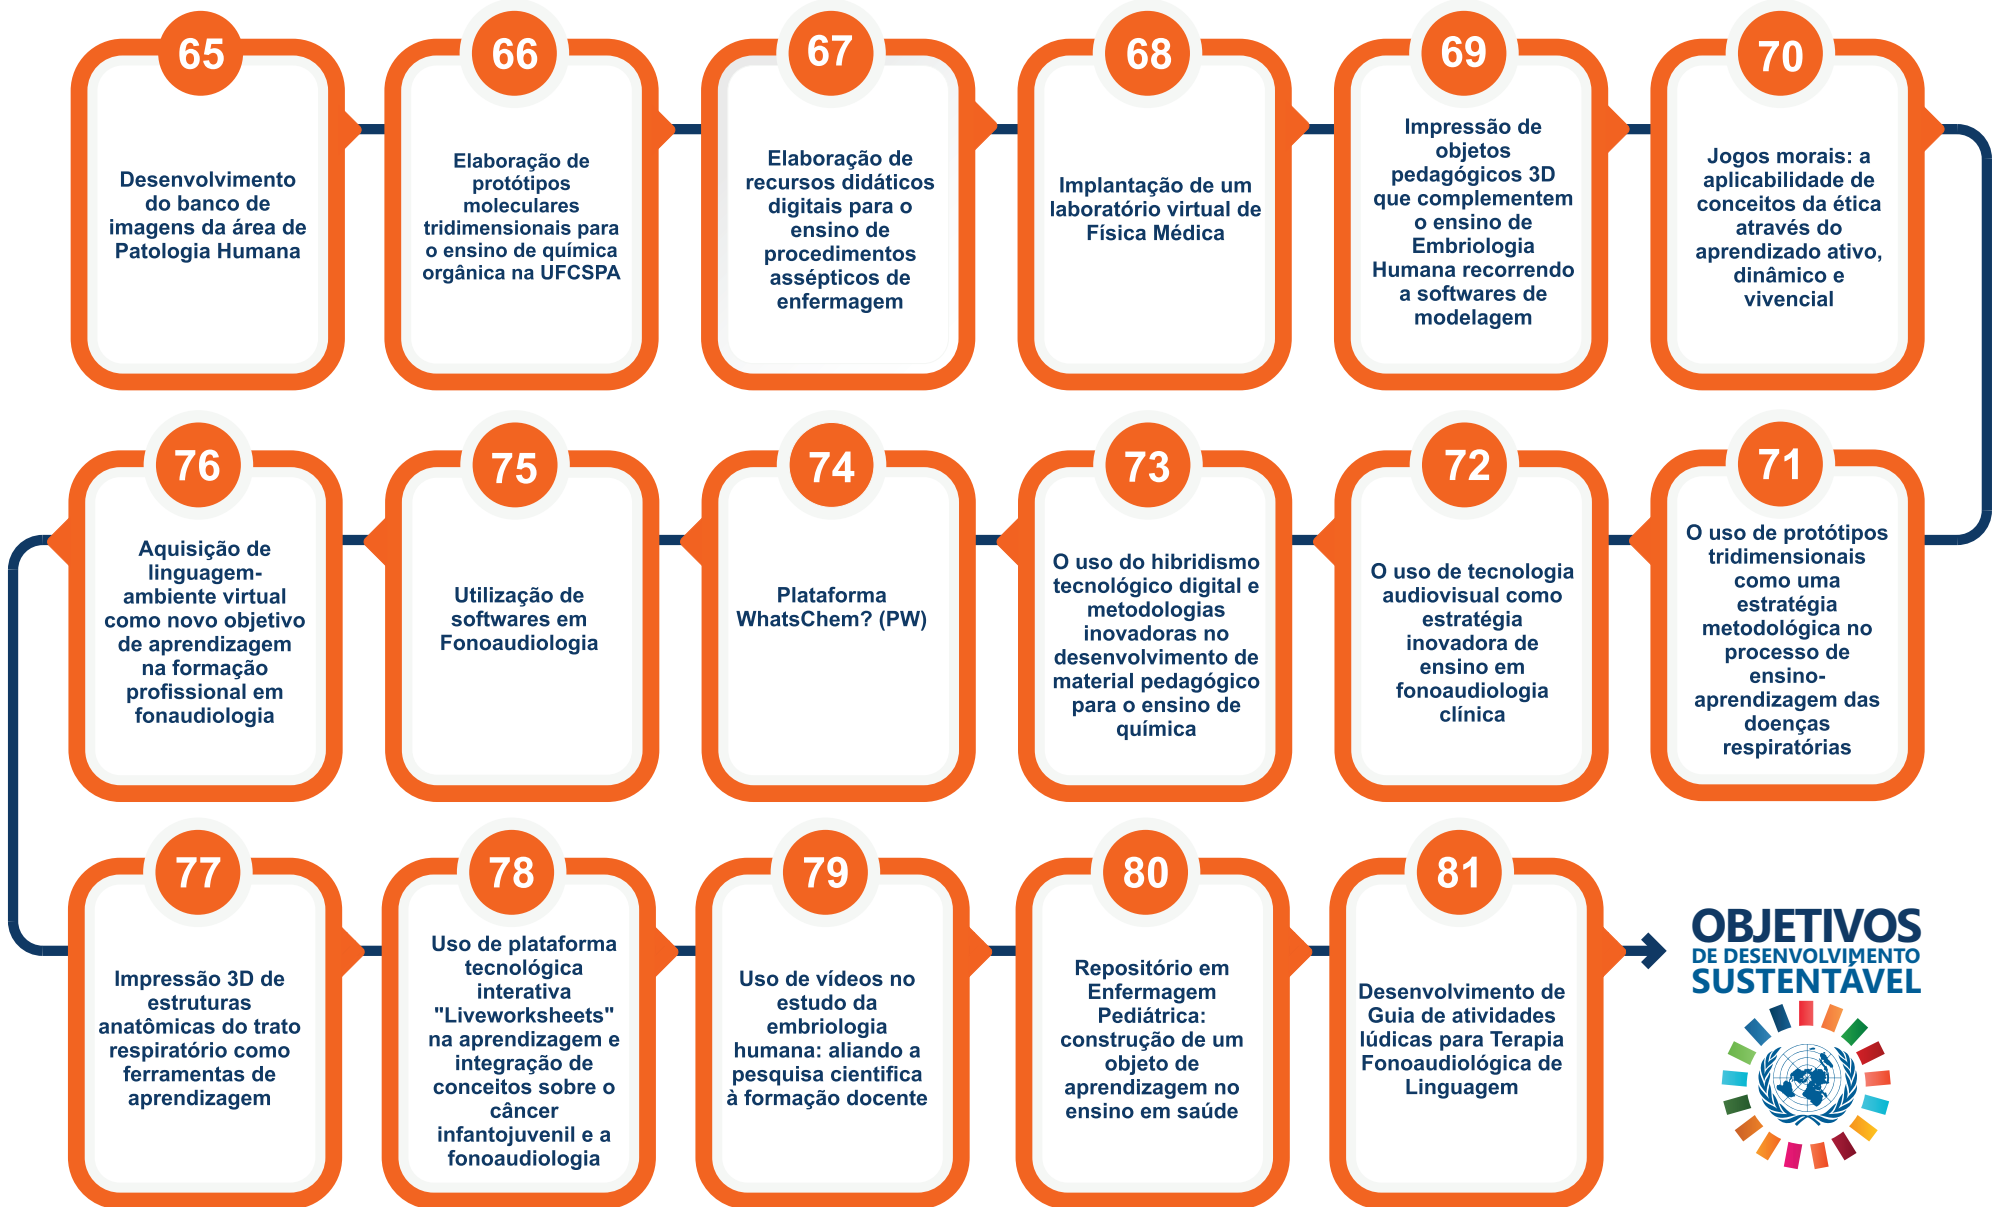 65
Desenvolvimento
do banco de
imagens da área de
Patologia Humana
66
Elaboração de
protótipos
moleculares
tridimensionais para
o ensino de química
orgânica na UFCSPA
67
Elaboração de
recursos didáticos
digitais para o
ensino de
procedimentos
assépticos de
enfermagem
68
Implantação de um
laboratório virtual de
Física Médica
69
Impressão de
objetos
pedagógicos 3D
que complementem
o ensino de
Embriologia
Humana recorrendo
a softwares de
modelagem
70
Jogos morais: a
aplicabilidade de
conceitos da ética
através do
aprendizado ativo,
dinâmico e
vivencial
71
O uso de protótipos
tridimensionais
como uma
estratégia
metodológica no
processo de
ensino-
aprendizagem das
doenças
respiratórias
72
O uso de tecnologia
audiovisual como
estratégia
inovadora de
ensino em
fonoaudiologia
clínica
73
O uso do hibridismo
tecnológico digital e
metodologias
inovadoras no
desenvolvimento de
material pedagógico
para o ensino de
química
74
Plataforma
WhatsChem? (PW)
75
Utilização de
softwares em
Fonoaudiologia
76
Aquisição de
linguagem-
ambiente virtual
como novo objetivo
de aprendizagem
na formação
profissional em
fonaudiologia
77
Impressão 3D de
estruturas
anatômicas do trato
respiratório como
ferramentas de
aprendizagem
78
Uso de plataforma
tecnológica
interativa
"Liveworksheets"
na aprendizagem e
integração de
conceitos sobre o
câncer
infantojuvenil e a
fonoaudiologia
79
Uso de vídeos no
estudo da
embriologia
humana: aliando a
pesquisa cientifica
à formação docente
80
Repositório em
Enfermagem
Pediátrica:
construção de um
objeto de
aprendizagem no
ensino em saúde
81
Desenvolvimento de
Guia de atividades
lúdicas para Terapia
Fonoaudiológica de
Linguagem
OBJETIVOS
DE DESENVOLVIMENTO
SUSTENTÁVEL